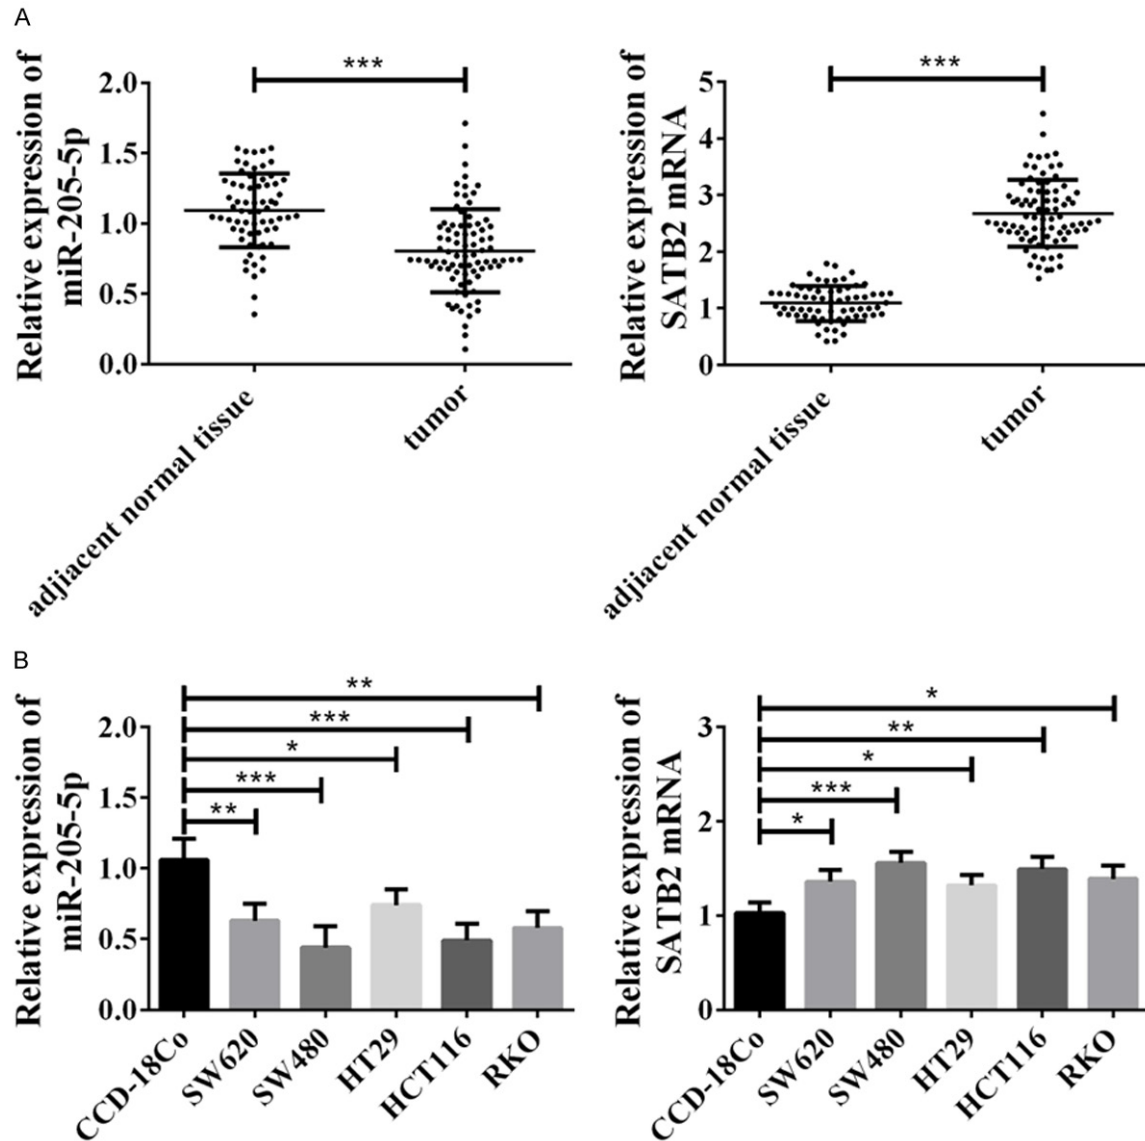 A
Relative expression of
miR-205-5p
2.0
1.5
1.0
0.5
0.0
***
adjiacent normal tissue
tumor
Relative expression of
SATB2 mRNA
5
4
3
2
1
0
***
adjiacent normal tissue
tumor
B
Relative expression of
miR-205-5p
2.0
1.5
1.0
0.5
0.0
**
***
*
***
**
CCD-18Co
SW620
SW480
HT29
HCT116
RKO
Relative expression of
SATB2 mRNA
3
2
1
0
*
**
*
***
*
CCD-18Co
SW620
SW480
HT29
HCT116
RKO